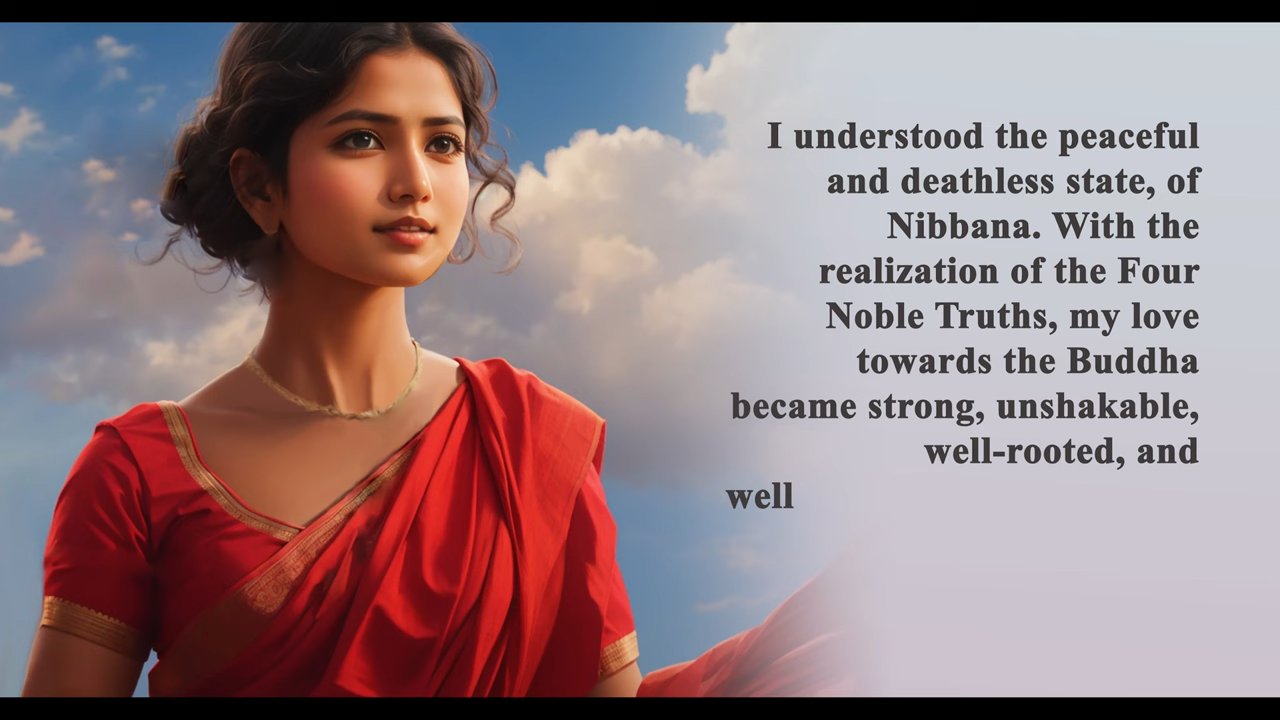 I understood the peaceful
and deathless state, of
Nibbana. With the
realization of the Four
Noble Truths, my love
towards the Buddha
became strong, unshakable,
well-rooted, and
well